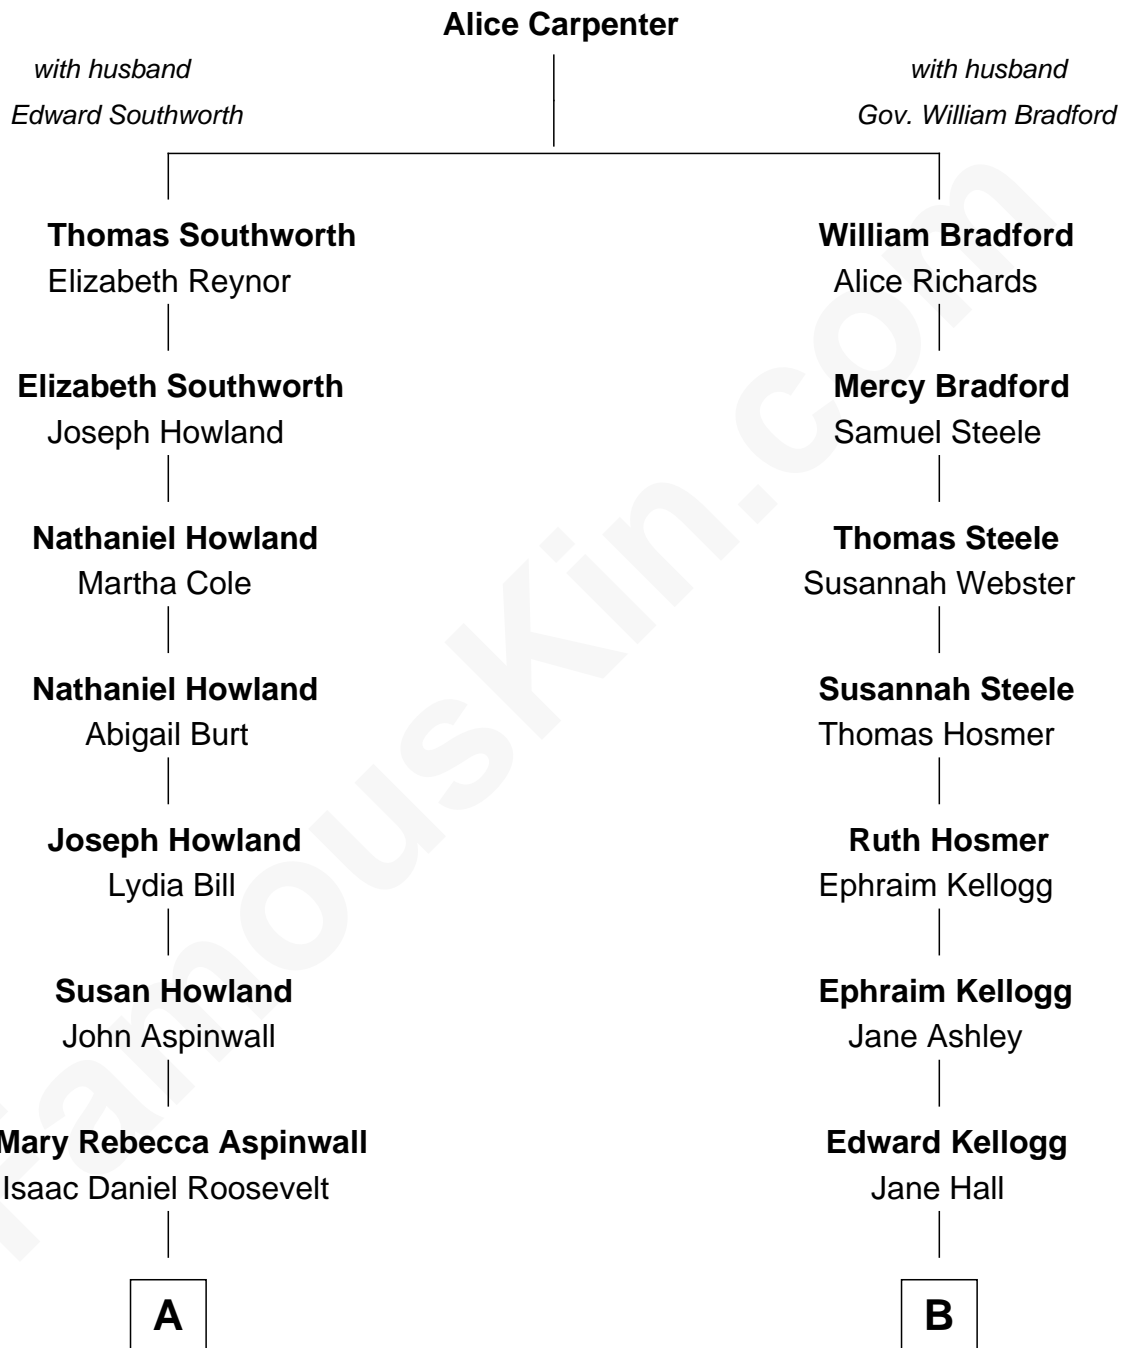 Alice Carpenter
with husband
Edward Southworth
with husband
Gov. William Bradford
Thomas Southworth
Elizabeth Reynor
William Bradford
Alice Richards
Elizabeth Southworth
Joseph Howland
Mercy Bradford
Samuel Steele
Nathaniel Howland
Martha Cole
Thomas Steele
Susannah Webster
Nathaniel Howland
Abigail Burt
Susannah Steele
Thomas Hosmer
Joseph Howland
Lydia Bill
Ruth Hosmer
Ephraim Kellogg
Susan Howland
John Aspinwall
Ephraim Kellogg
Jane Ashley
Mary Rebecca Aspinwall
Isaac Daniel Roosevelt
Edward Kellogg
Jane Hall
A
B
FamousKin.com